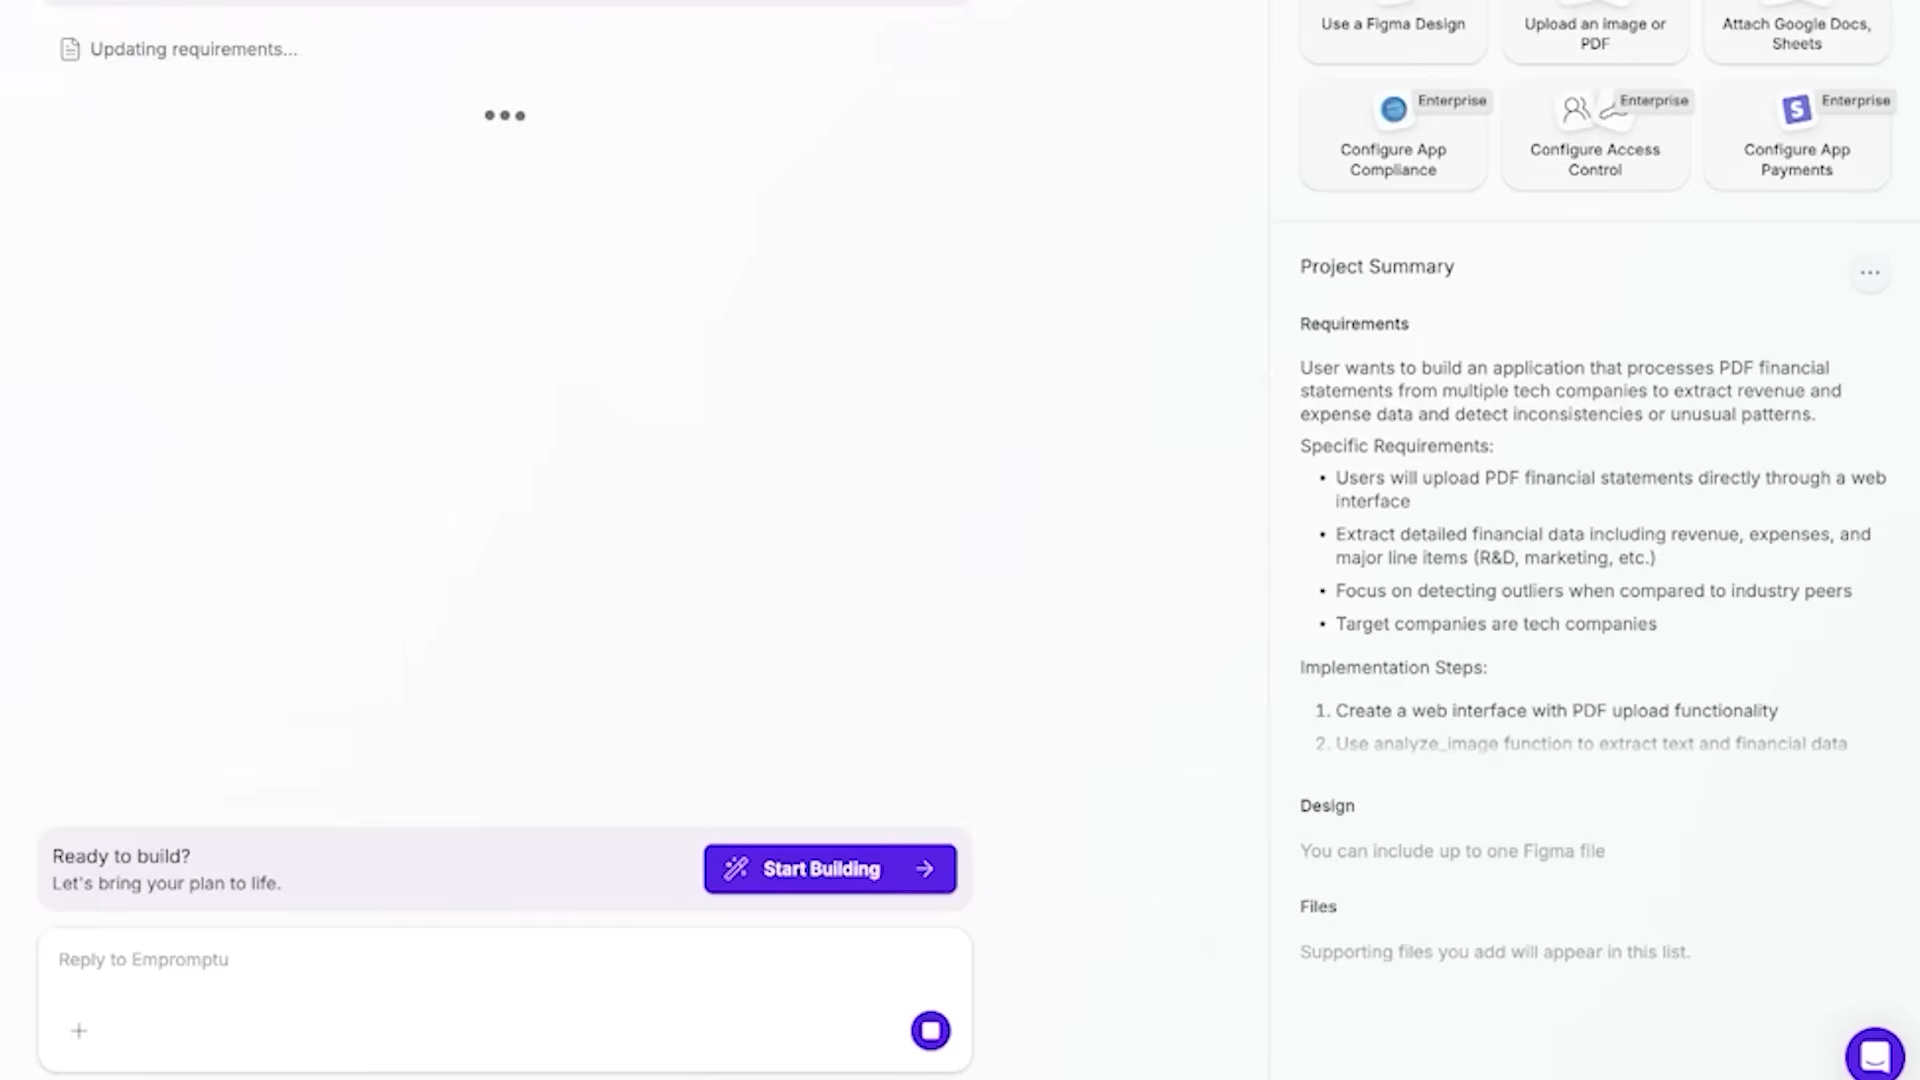 Updating requirements...
Ready to build?
Let's bring your plan to life.
Start Building
Reply to Empromptu
Use a Figma Design
Upload an image or
PDF
Attach Google Docs,
Sheets
Enterprise
Configure App
Compliance
Enterprise
Configure Access
Control
S
Enterprise
Configure App
Payments
Project Summary
Requirements
User wants to build an application that processes PDF financial
statements from multiple tech companies to extract revenue and
expense data and detect inconsistencies or unusual patterns.
Specific Requirements:
• Users will upload PDF financial statements directly through a web
interface
• Extract detailed financial data including revenue, expenses, and
major line items (R&D, marketing, etc.)
• Focus on detecting outliers when compared to industry peers
• Target companies are tech companies
Implementation Steps:
1. Create a web interface with PDF upload functionality
2. Use analyze_image function to extract text and financial data
Design
You can include up to one Figma file
Files
Supporting files you add will appear in this list.